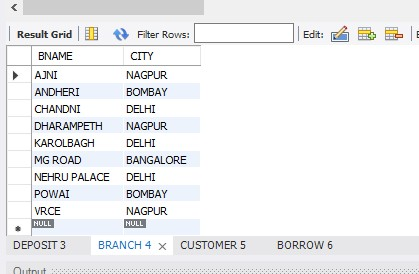 Result Grid Filter Rows: Edit:
BNAME CITY
AJNI NAGPUR
ANDHERI BOMBAY
CHANDNI DELHI
DHARAMPETH NAGPUR
KAROLBAGH DELHI
MG ROAD BANGALORE
NEHRU PALACE DELHI
POWAI BOMBAY
VRCE NAGPUR
NULL NULL
DEPOSIT 3 BRANCH 4 CUSTOMER 5 BORROW 6
Output